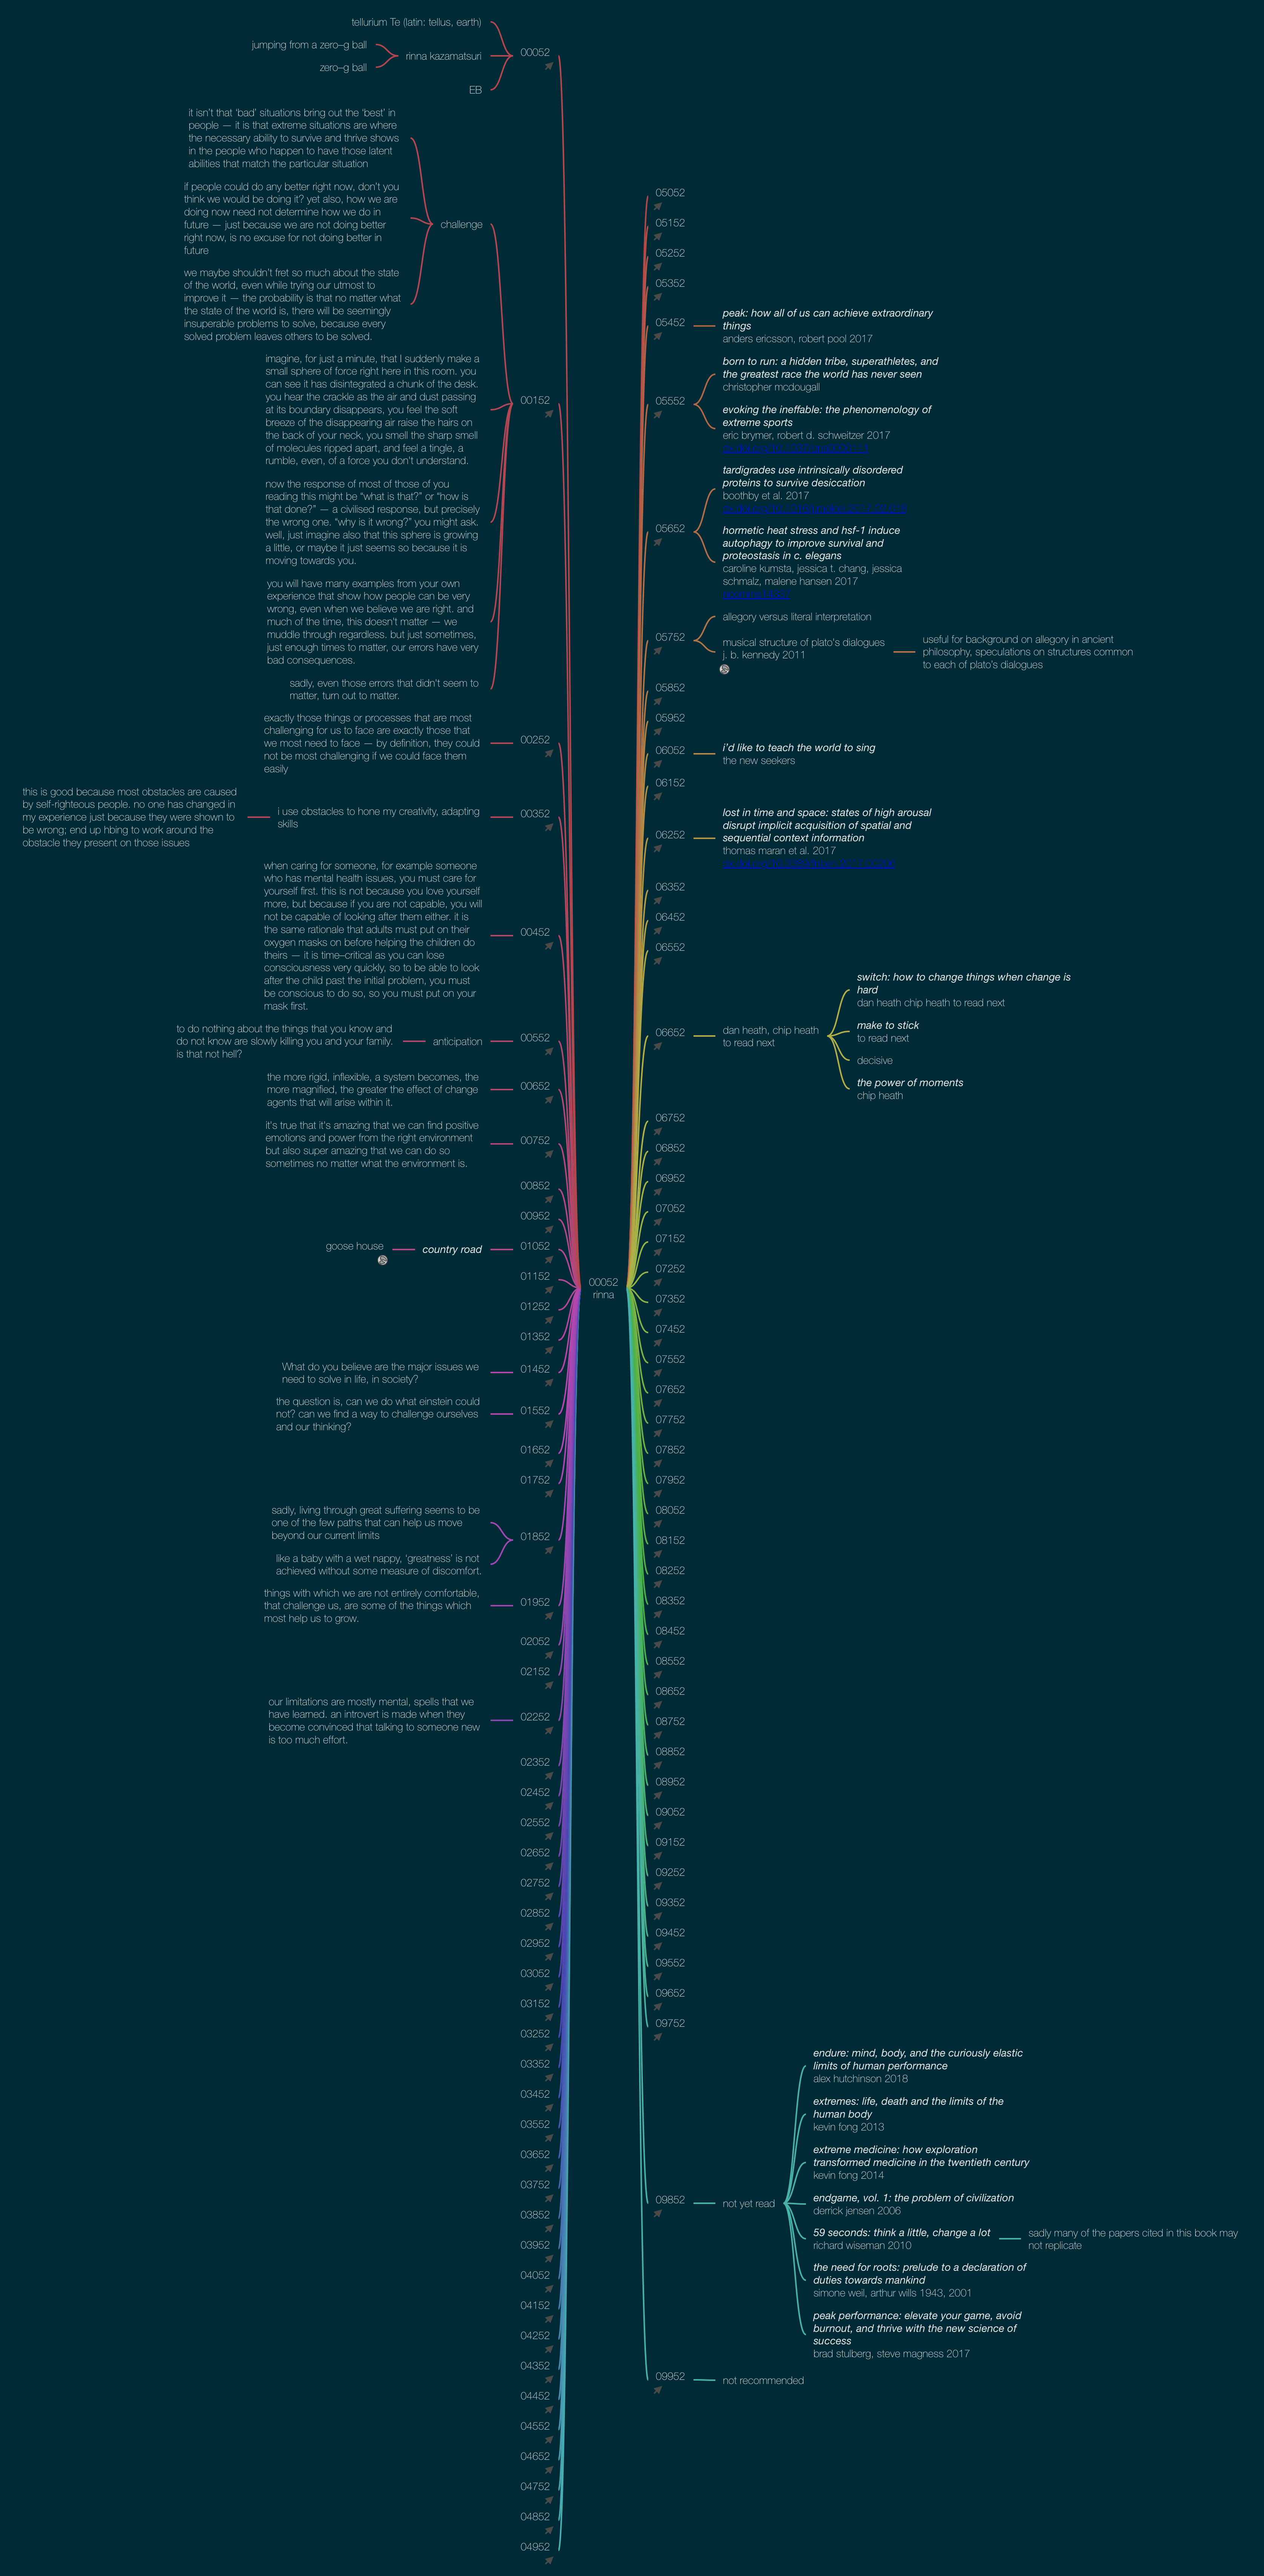 tellurium Te (latin: tellus, earth)
jumping from a zero–g ball
zero–g ball
rinna kazamatsuri
EB
00052
it isn't that 'bad' situations bring out the 'best' in
people — it is that extreme situations are where
the necessary ability to survive and thrive shows
in the people who happen to have those latent
abilities that match the particular situation
if people could do any better right now, don't you
think we would be doing it? yet also, how we are
doing now need not determine how we do in
future — just because we are not doing better
right now, is no excuse for not doing better in
future
we maybe shouldn't fret so much about the state
of the world, even while trying our utmost to
improve it — the probability is that no matter what
the state of the world is, there will be seemingly
insuperable problems to solve, because every
solved problem leaves others to be solved.
challenge
imagine, for just a minute, that I suddenly make a
small sphere of force right here in this room. you
can see it has disintegrated a chunk of the desk.
you hear the crackle as the air and dust passing
at its boundary disappears, you feel the soft
breeze of the disappearing air raise the hairs on
the back of your neck, you smell the sharp smell
of molecules ripped apart, and feel a tingle, a
rumble, even, of a force you don't understand.
now the response of most of those of you
reading this might be "what is that?" or "how is
that done?" — a civilised response, but precisely
the wrong one. "why is it wrong?" you might ask.
well, just imagine also that this sphere is growing
a little, or maybe it just seems so because it is
moving towards you.
you will have many examples from your own
experience that show how people can be very
wrong, even when we believe we are right. and
much of the time, this doesn't matter — we
muddle through regardless. but just sometimes,
just enough times to matter, our errors have very
bad consequences.
sadly, even those errors that didn't seem to
matter, turn out to matter.
00152
exactly those things or processes that are most
challenging for us to face are exactly those that
we most need to face — by definition, they could
not be most challenging if we could face them
easily
00252
this is good because most obstacles are caused
by self-righteous people. no one has changed in
my experience just because they were shown to
be wrong; end up hbing to work around the
obstacle they present on those issues
i use obstacles to hone my creativity, adapting
skills
00352
when caring for someone, for example someone
who has mental health issues, you must care for
yourself first. this is not because you love yourself
more, but because if you are not capable, you will
not be capable of looking after them either. it is
the same rationale that adults must put on their
oxygen masks on before helping the children do
theirs — it is time–critical as you can lose
consciousness very quickly, so to be able to look
after the child past the initial problem, you must
be conscious to do so, so you must put on your
mask first.
00452
to do nothing about the things that you know and
do not know are slowly killing you and your family.
is that not hell?
anticipation
00552
the more rigid, inflexible, a system becomes, the
more magnified, the greater the effect of change
agents that will arise within it.
00652
it's true that it's amazing that we can find positive
emotions and power from the right environment
but also super amazing that we can do so
sometimes no matter what the environment is.
00752
00852
00952
goose house
country road
01052
01152
01252
01352
What do you believe are the major issues we
need to solve in life, in society?
01452
the question is, can we do what einstein could
not? can we find a way to challenge ourselves
and our thinking?
01552
01652
01752
sadly, living through great suffering seems to be
one of the few paths that can help us move
beyond our current limits
like a baby with a wet nappy, 'greatness' is not
achieved without some measure of discomfort.
01852
things with which we are not entirely comfortable,
that challenge us, are some of the things which
most help us to grow.
01952
02052
02152
our limitations are mostly mental, spells that we
have learned. an introvert is made when they
become convinced that talking to someone new
is too much effort.
02252
02352
02452
02552
02652
02752
02852
02952
03052
03152
03252
03352
03452
03552
03652
03752
03852
03952
04052
04152
04252
04352
04452
04552
04652
04752
04852
04952
00052
rinna
05052
05152
05252
05352
05452
peak: how all of us can achieve extraordinary
things
anders ericsson, robert pool 2017
05552
born to run: a hidden tribe, superathletes, and
the greatest race the world has never seen
christopher mcdougall
evoking the ineffable: the phenomenology of
extreme sports
eric brymer, robert d. schweitzer 2017
05652
tardigrades use intrinsically disordered
proteins to survive desiccation
boothby et al. 2017
hormetic heat stress and hsf-1 induce
autophagy to improve survival and
proteostasis in c. elegans
caroline kumsta, jessica t. chang, jessica
schmalz, malene hansen 2017
05752
allegory versus literal interpretation
musical structure of plato's dialogues
j. b. kennedy 2011
useful for background on allegory in ancient
philosophy, speculations on structures common
to each of plato's dialogues
05852
05952
06052
i'd like to teach the world to sing
the new seekers
06152
06252
lost in time and space: states of high arousal
disrupt implicit acquisition of spatial and
sequential context information
thomas maran et al. 2017
06352
06452
06552
06652
dan heath, chip heath
to read next
switch: how to change things when change is
hard
dan heath chip heath to read next
make to stick
to read next
decisive
the power of moments
chip heath
06752
06852
06952
07052
07152
07252
07352
07452
07552
07652
07752
07852
07952
08052
08152
08252
08352
08452
08552
08652
08752
08852
08952
09052
09152
09252
09352
09452
09552
09652
09752
09852
not yet read
endure: mind, body, and the curiously elastic
limits of human performance
alex hutchinson 2018
extremes: life, death and the limits of the
human body
kevin fong 2013
extreme medicine: how exploration
transformed medicine in the twentieth century
kevin fong 2014
endgame, vol. 1: the problem of civilization
derrick jensen 2006
59 seconds: think a little, change a lot
richard wiseman 2010
sadly many of the papers cited in this book may
not replicate
the need for roots: prelude to a declaration of
duties towards mankind
simone weil, arthur wills 1943, 2001
peak performance: elevate your game, avoid
burnout, and thrive with the new science of
success
brad stulberg, steve magness 2017
09952
not recommended